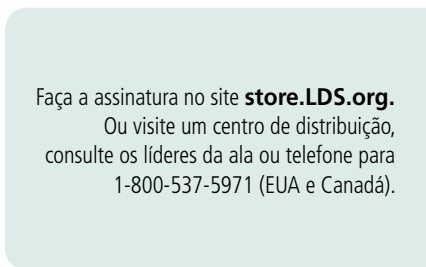 Faça a assinatura no site store.LDS.org.
Ou visite um centro de distribuição,
consulte os líderes da ala ou telefone para
1-800-537-5971 (EUA e Canadá).